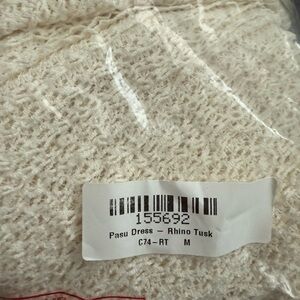 155692
Pasu Dress – Rhino Tusk
C74-RT M